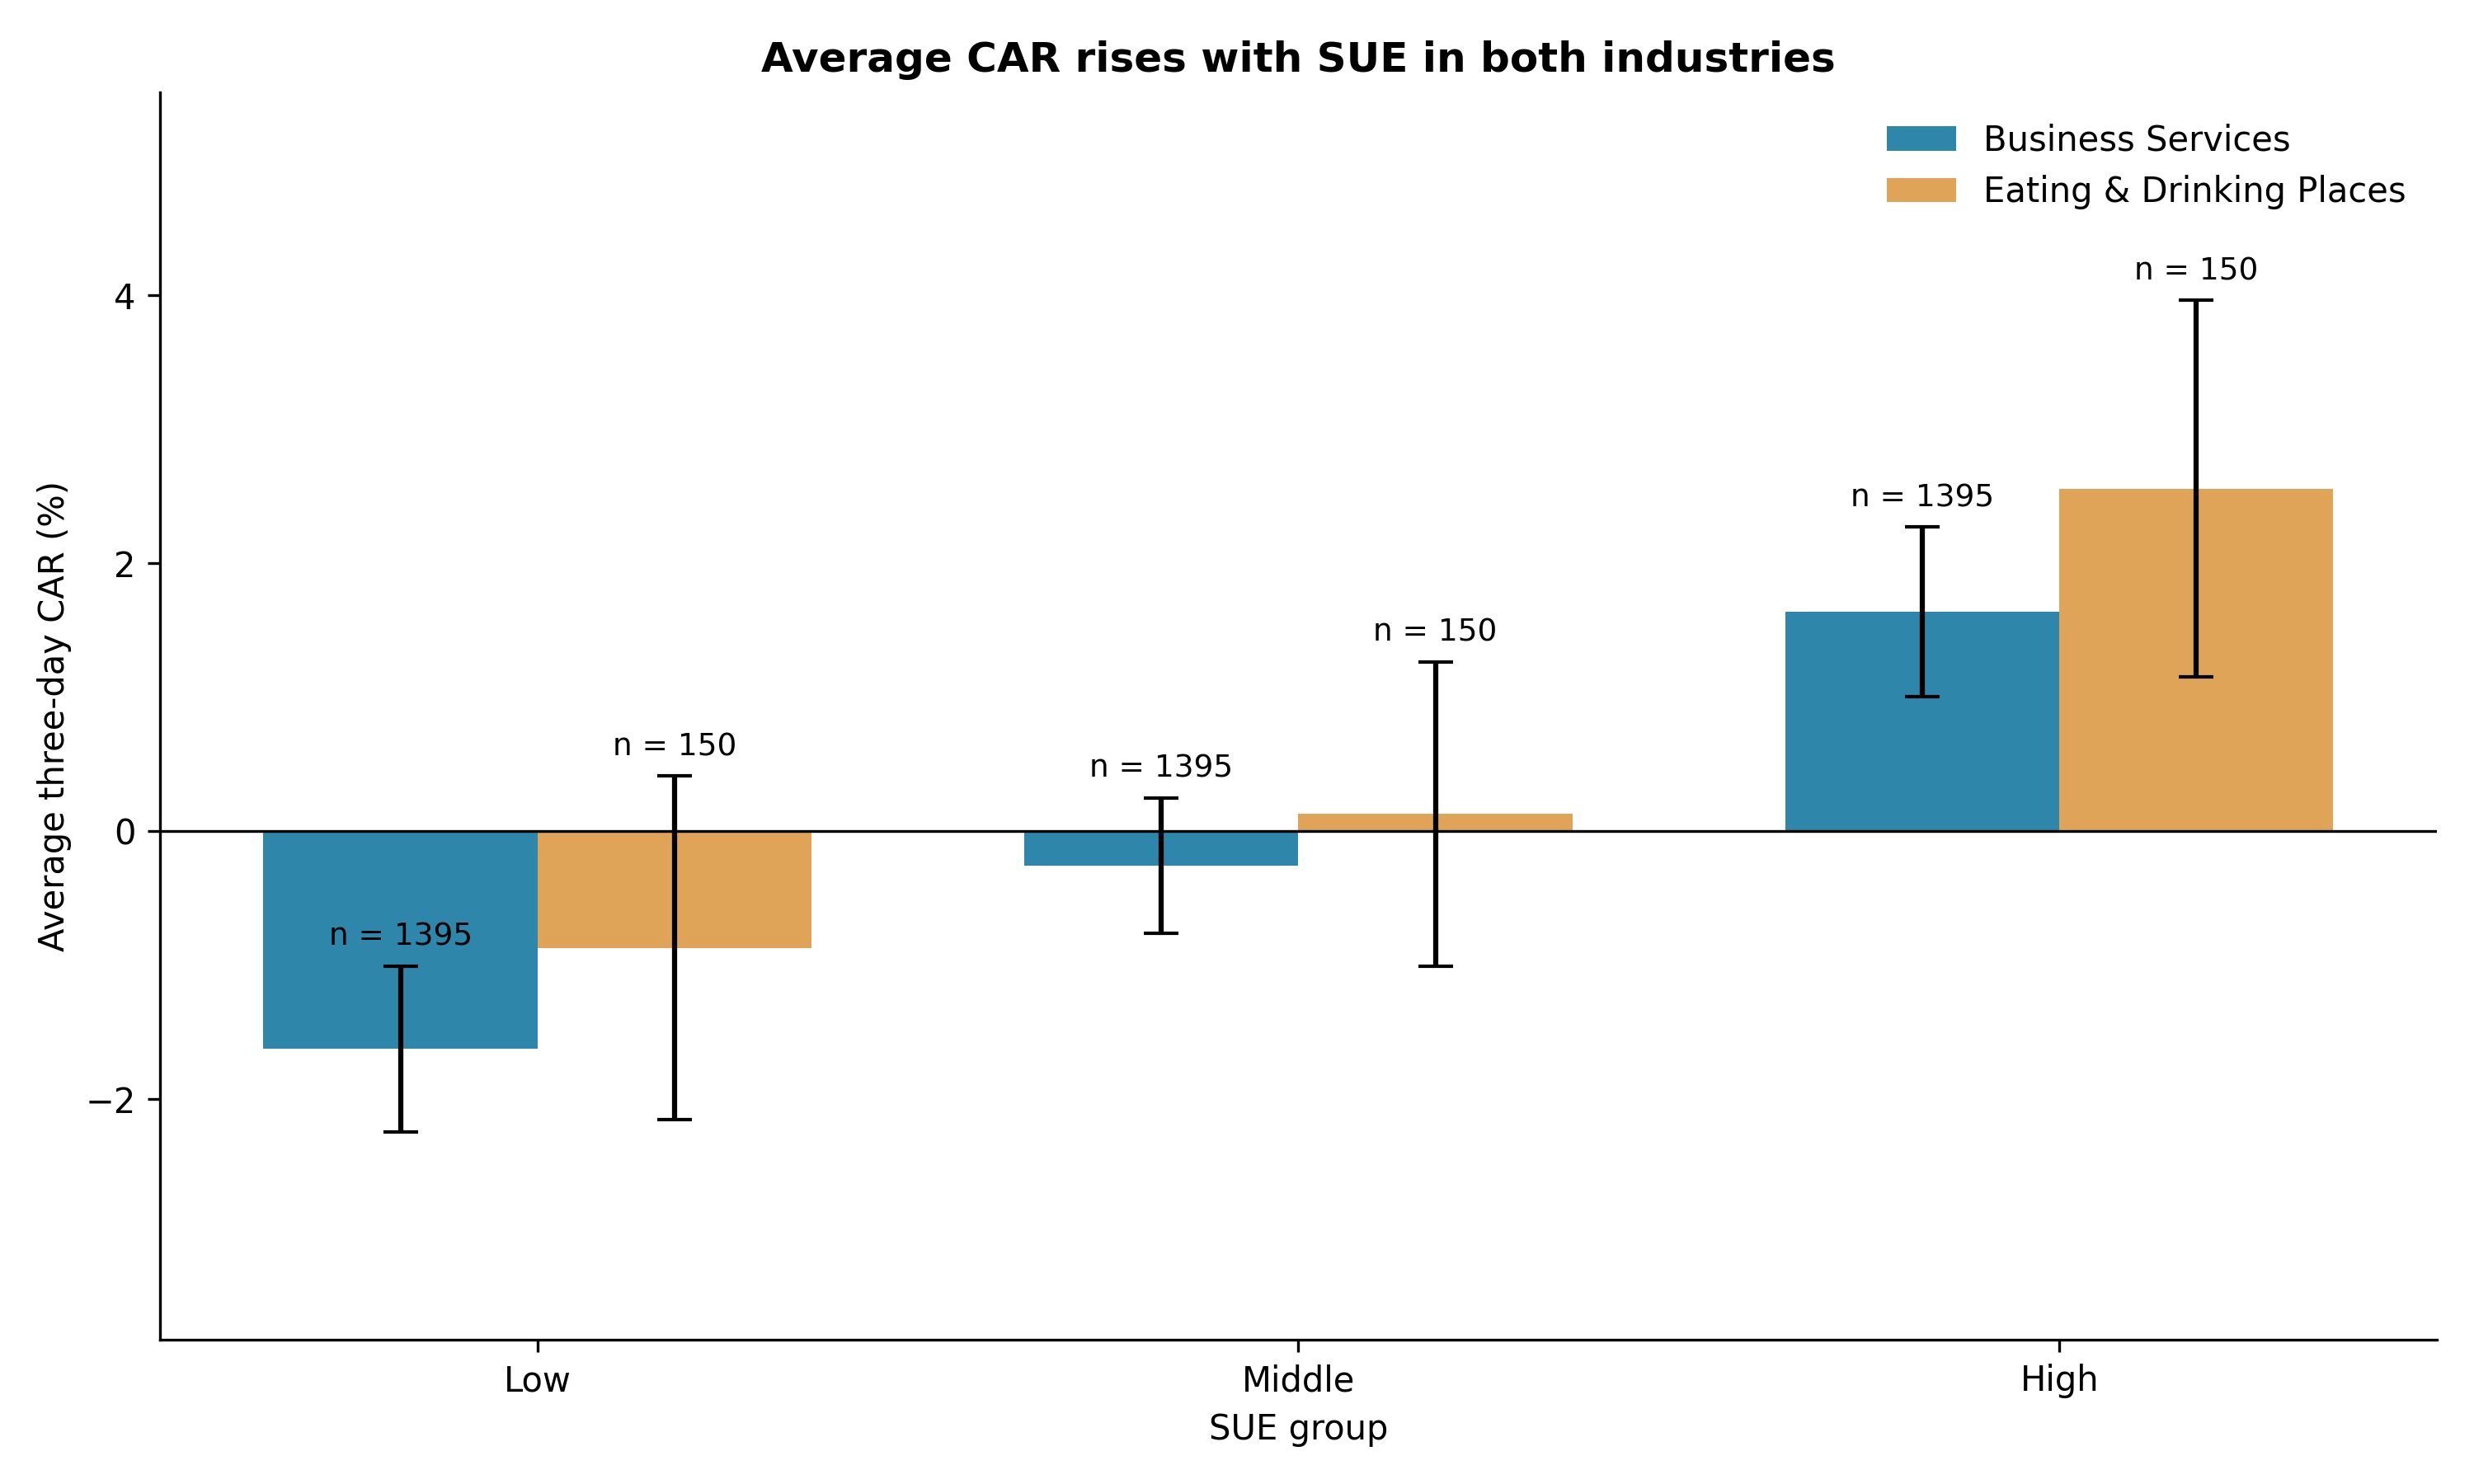 Average CAR rises with SUE in both industries
Business Services
Eating & Drinking Places
Average three-day CAR (%)
4
2
0
−2
n = 1395
n = 150
n = 1395
n = 150
n = 1395
n = 150
Low
Middle
High
SUE group